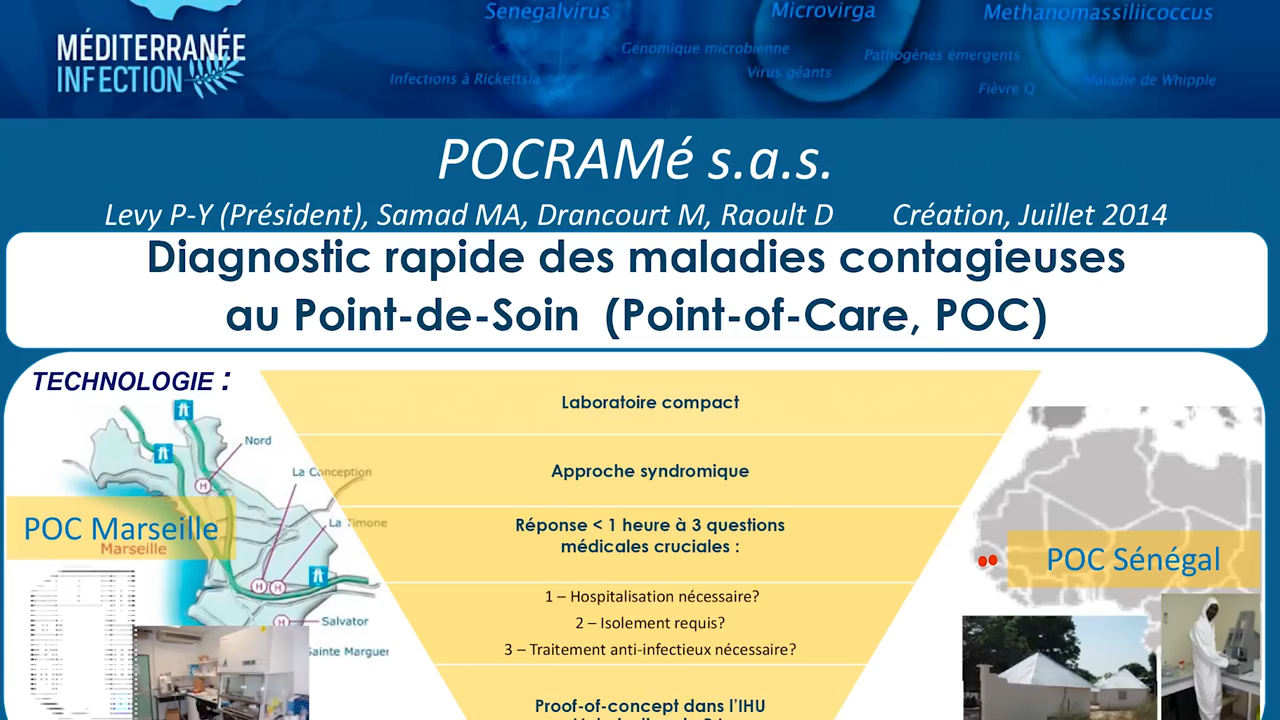 Senegalvirus
Microvirga
Methanomassiliicoccus
MÉDITERRANÉE
INFECTION
Génomique microbienne
Pathogènes émergents
Infections à Rickettsia
Virus géants
Fièvre Q
Maladie de Whipple
POCRAMé s.a.s.
Levy P-Y (Président), Samad MA, Drancourt M, Raoult D Création, Juillet 2014
Diagnostic rapide des maladies contagieuses
au Point-de-Soin (Point-of-Care, POC)
TECHNOLOGIE :
Nord
La Conception
La Timone
POC Marseille
Marseille
Salvator
Sainte Marguer
Laboratoire compact
Approche syndromique
Réponse < 1 heure à 3 questions
médicales cruciales :
1 – Hospitalisation nécessaire?
2 – Isolement requis?
3 – Traitement anti-infectieux nécessaire?
Proof-of-concept dans l'IHU
POC Sénégal